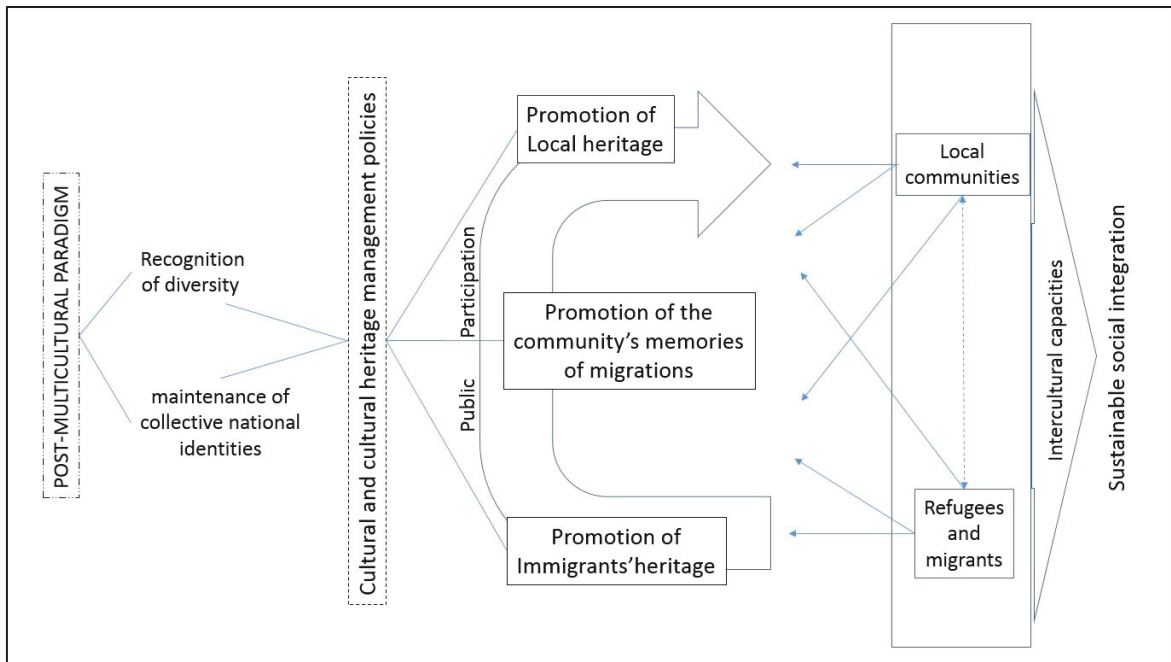 POST-MULTICULTURAL PARADIGM
Recognition
of diversity
maintenance of
collective national
identities
Cultural and cultural heritage management policies
Public
Participation
Promotion of
Local heritage
Promotion of the
community's memories
of migrations
Promotion of
Immigrants'heritage
Local
communities
Refugees
and
migrants
Intercultural capacities
Sustainable social integration